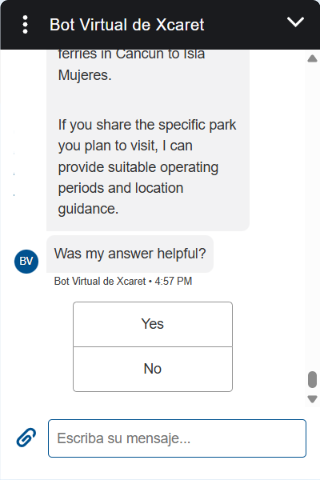 Bot Virtual de Xcaret
ferries in Cancun to Isla
Mujeres.
If you share the specific park
you plan to visit, I can
provide suitable operating
periods and location
guidance.
Was my answer helpful?
BV
Bot Virtual de Xcaret • 4:57 PM
Yes
No
Escriba su mensaje...